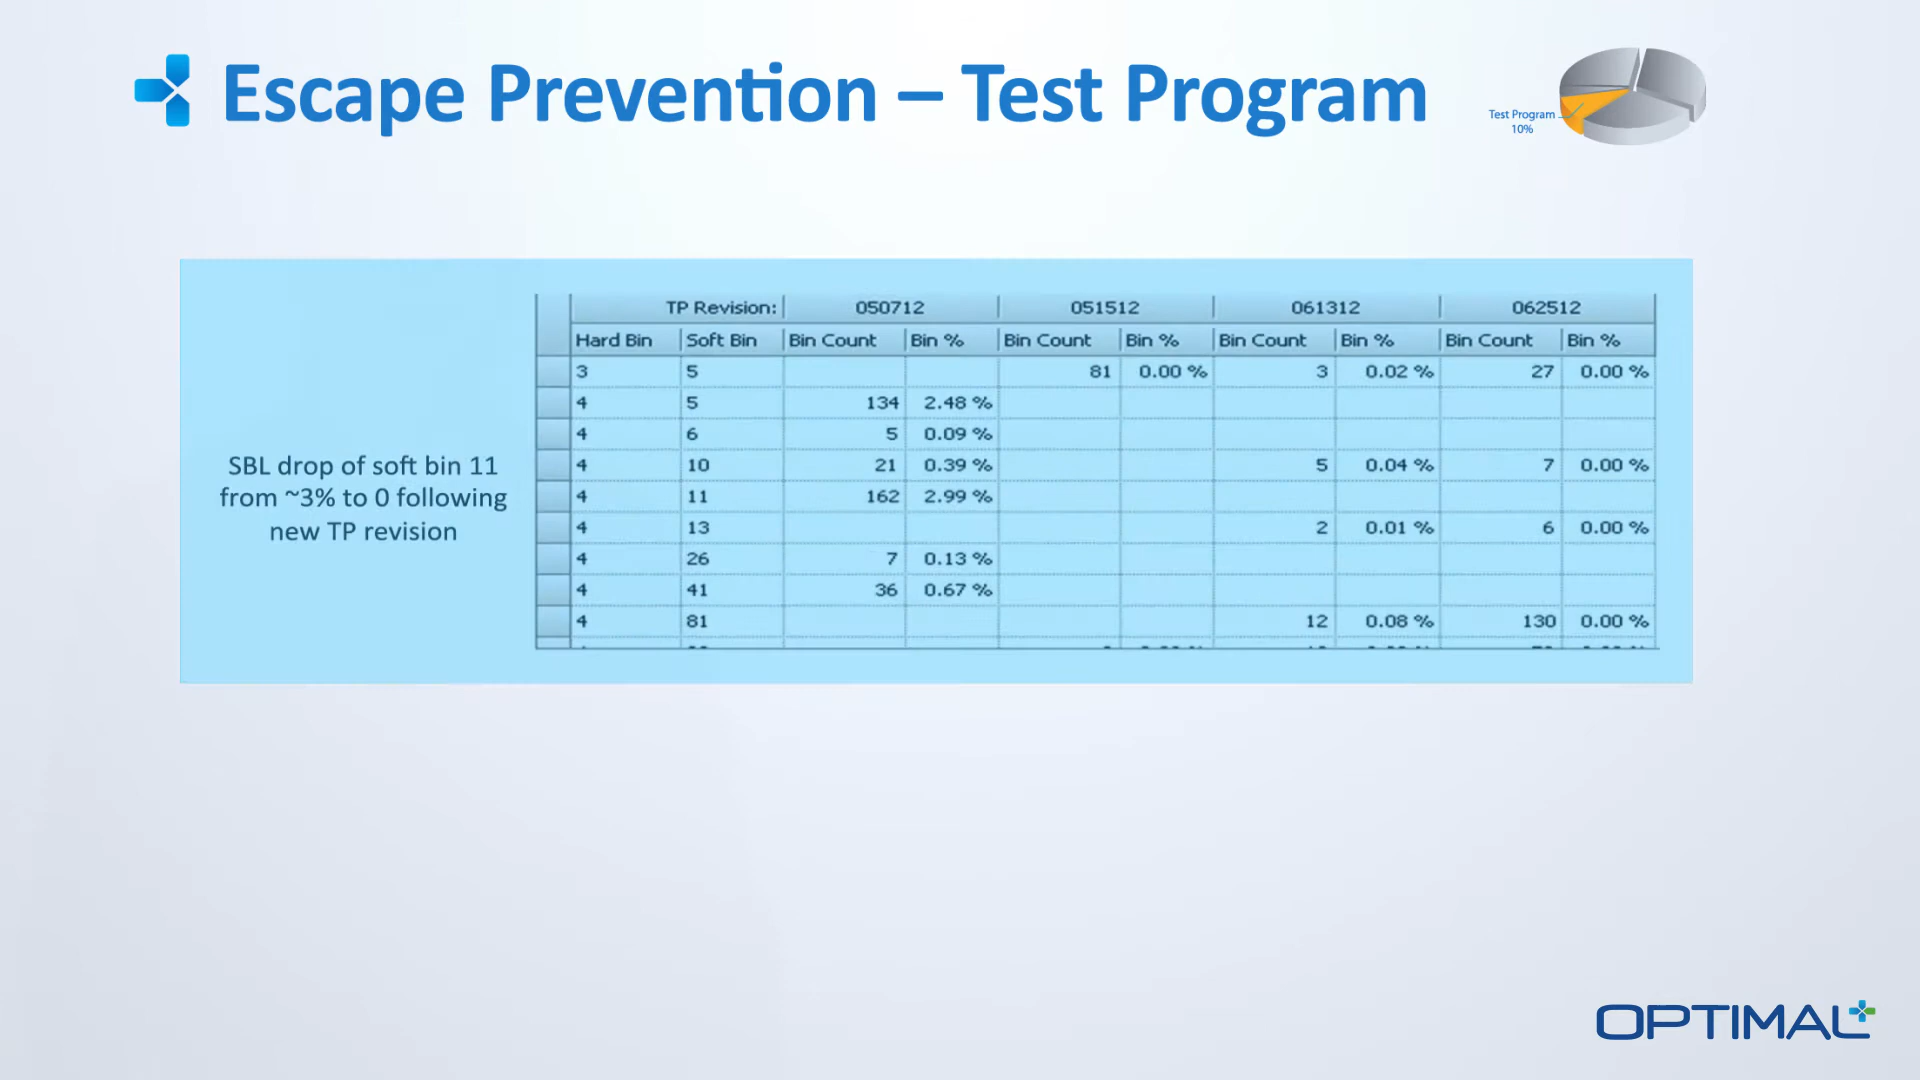 Escape Prevention – Test Program
Test Program
10%
SBL drop of soft bin 11
from ~3% to 0 following
new TP revision
TP Revision: 050712 051512 061312 062512
Hard Bin Soft Bin Bin Count Bin % Bin Count Bin % Bin Count Bin % Bin Count Bin %
3 5 81 0.00 % 3 0.02 % 27 0.00 %
4 5 134 2.48 %
4 6 5 0.09 %
4 10 21 0.39 % 5 0.04 % 7 0.00 %
4 11 162 2.99 %
4 13 2 0.01 % 6 0.00 %
4 26 7 0.13 %
4 41 36 0.67 %
4 81 12 0.08 % 130 0.00 %
OPTIMAL